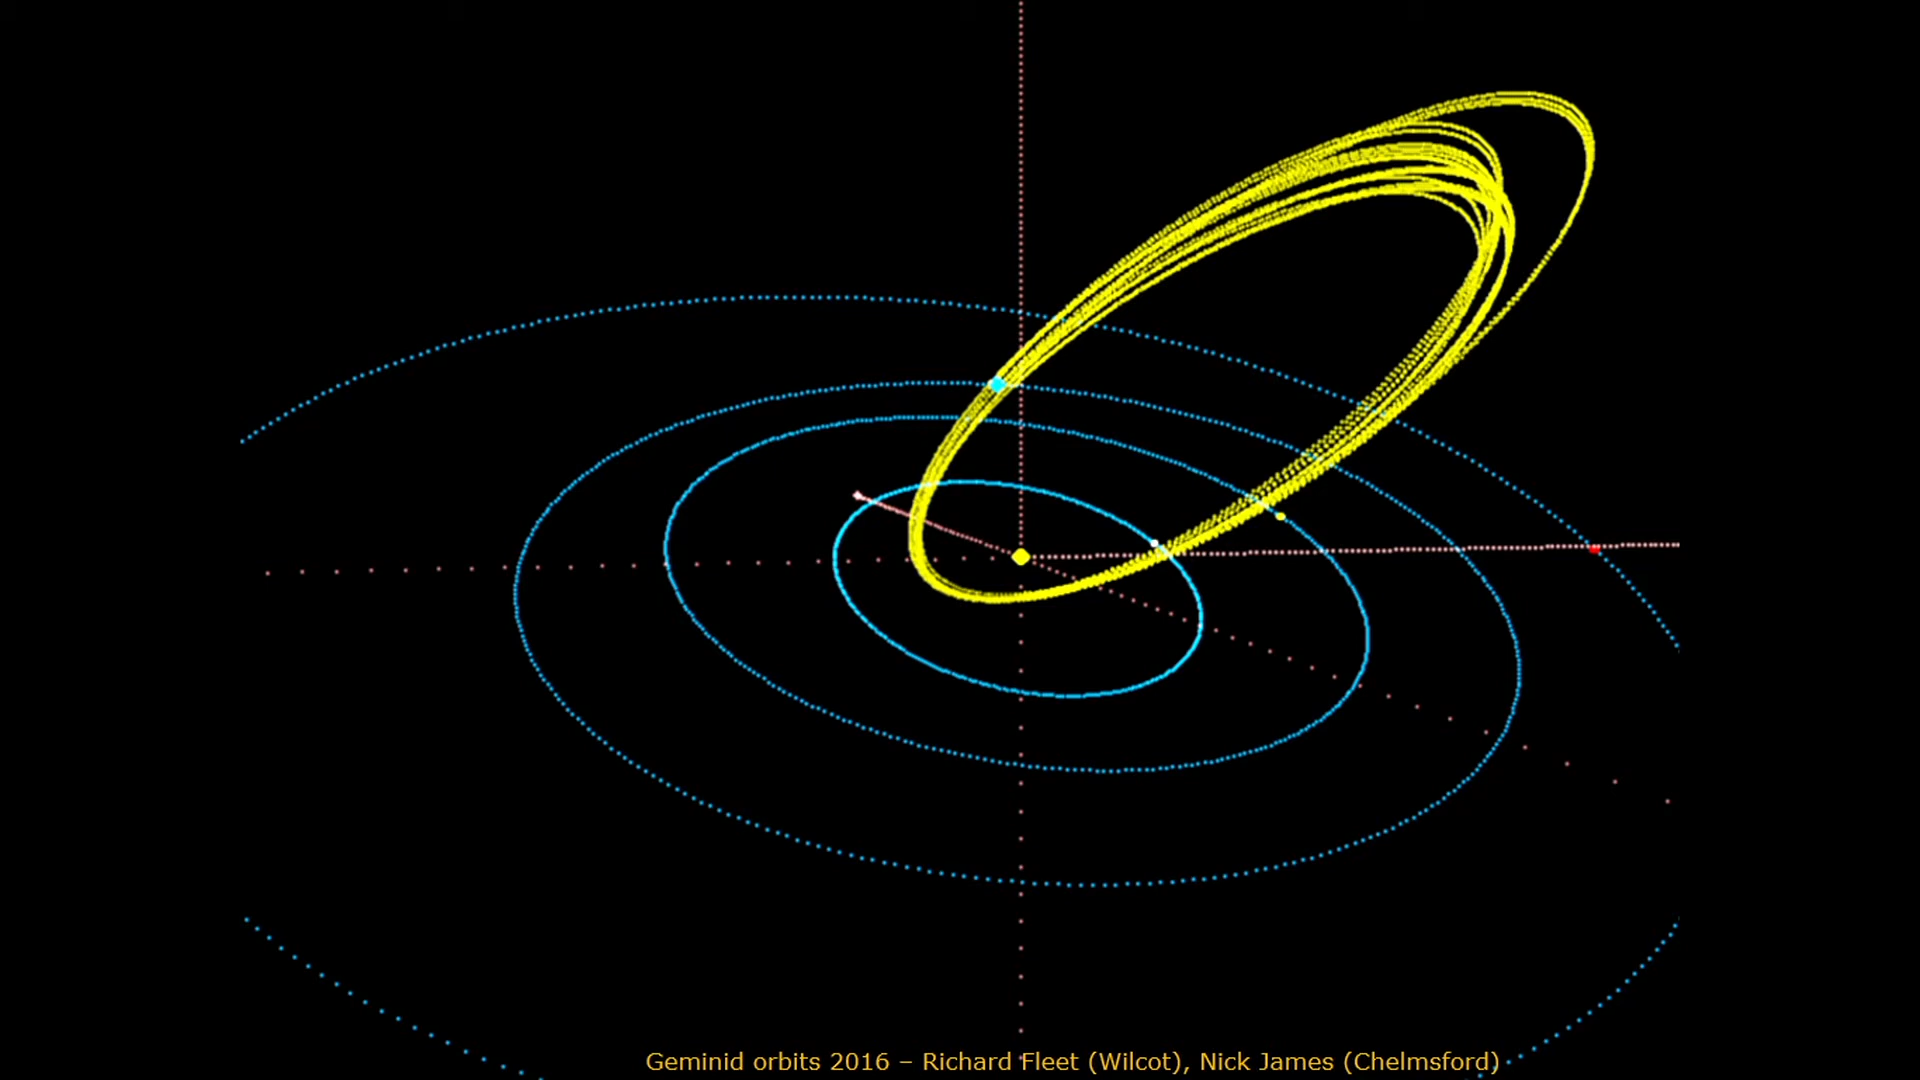 Geminid orbits 2016 – Richard Fleet (Wilcot), Nick James (Chelmsford)